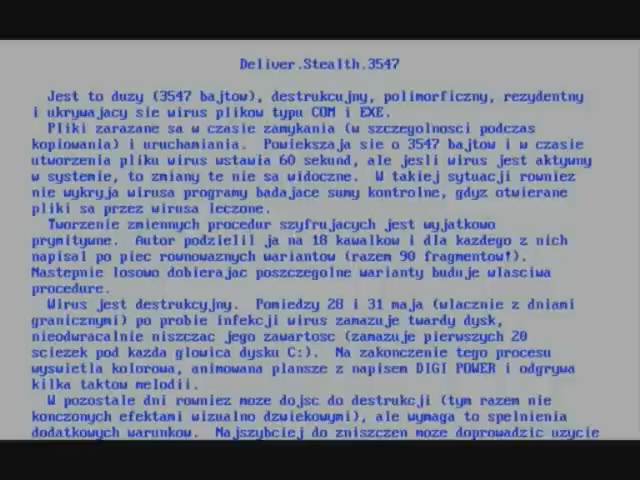 Deliver.Stealth.3547
Jest to duzy (3547 bajtow), destrukcujny, polimorficzny, rezydentny
i ukrywajacy sie wirus plikow typu COM i EXE.
Pliki zarazane sa w czasie zamykania (w szczegolnosci podczas
kopiowania) i uruchamiania. Powiekszaja sie o 3547 bajtow i w czasie
utworzenia pliku wirus wstawia 60 sekund, ale jesli wirus jest aktywny
w systemie, to zmiany te nie sa widoczne. W takiej sytuacji rowniez
nie wykryja wirusa programy badajace sumy kontrolne, gdyz otwierane
pliki sa przez wirusa leczone.
Tworzenie zmiennych procedur szyfrujacych jest wyjatkowo
prymitywne. Autor podzielil ja na 18 kawalkow i dla kazdego z nich
napisal po piec rownowaznych wariantow (razem 90 fragmentow!).
Nastepnie losowo dobierajac poszczegolne warianty buduje wlasciwa
procedure.
Wirus jest destrukcyjny. Pomiedzy 28 i 31 maja (wlacznie z dniami
granicznymi) po probie infekcji wirus zamazuje twardy dysk,
nieodwracalnie niszczac jego zawartosc (zamazuje pierwszych 20
sciezek pod kazda glowica dysku C:). Na zakonczenie tego procesu
wyswietla kolorowa, animowana plansze z napisem DIGI POWER i odgrywa
kilka taktow melodii.
W pozostale dni rowniez moze dojsc do destrukcji (tym razem nie
konczonych efektami wizualno dzwiekowymi), ale wymaga to spelnienia
dodatkowych warunkow. Najszybciej do zniszczen moze doprowadzic uzycie